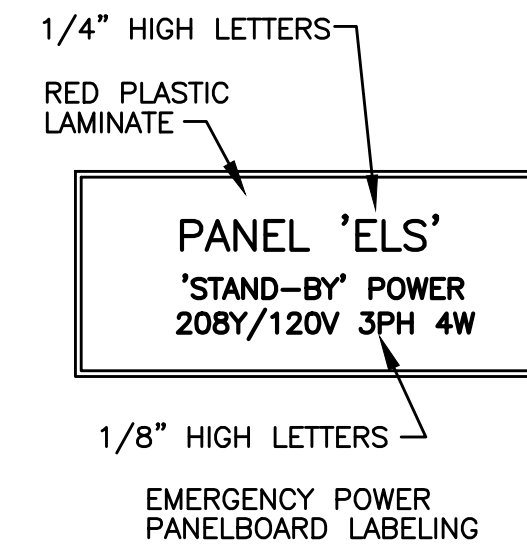 1/4” HIGH LETTERS
RED PLASTIC
LAMINATE
PANEL 'ELS'
'STAND-BY' POWER
208Y/120V 3PH 4W
1/8” HIGH LETTERS
EMERGENCY POWER
PANELBOARD LABELING